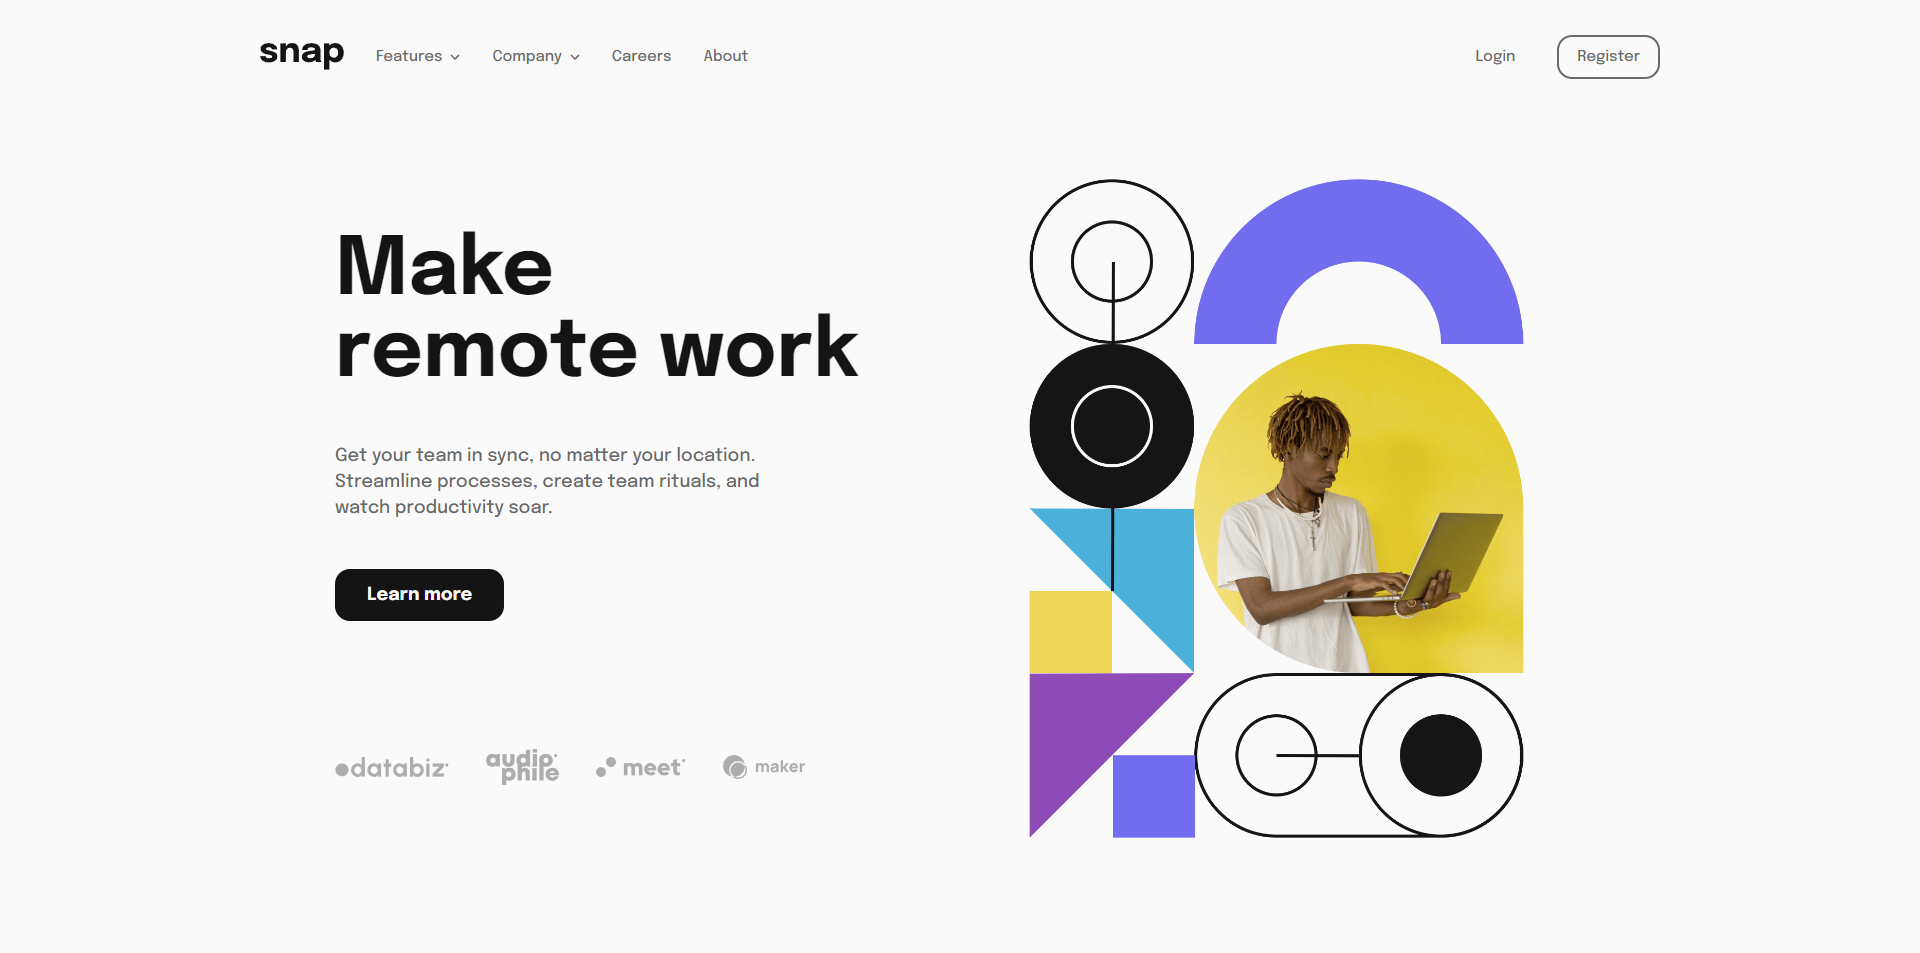 snap Features Company Careers About Login Register
Make
remote work
Get your team in sync, no matter your location.
Streamline processes, create team rituals, and
watch productivity soar.
Learn more
databiz audiophile meet maker